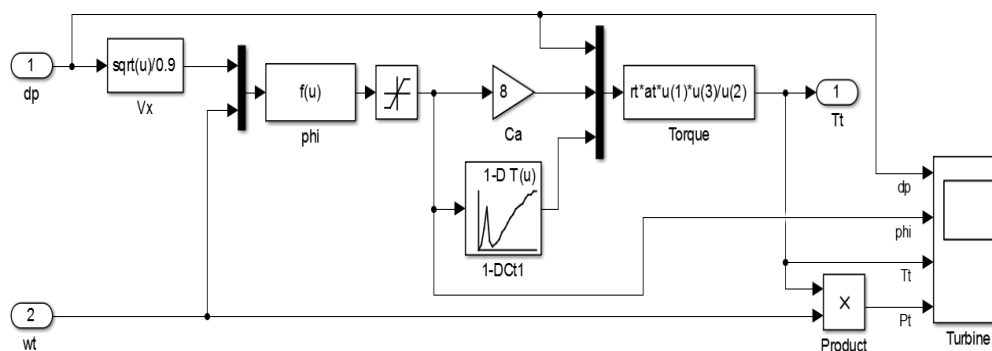 1
dp
sqrt(u)/0.9
Vx
f(u)
phi
8
Ca
1-D T(u)
1-DCt1
rt*at*u(1)*u(3)/u(2)
Torque
1
Tt
2
wt
X
Product
dp
phi
Tt
Pt
Turbine